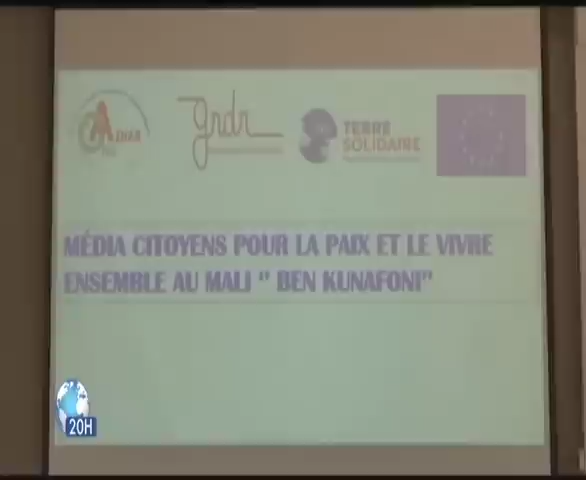 grdr
TERRE
SOLIDAIRE
MÉDIA CITOYENS POUR LA PAIX ET LE VIVRE
ENSEMBLE AU MALI " BEN KUNAFONI"
20H